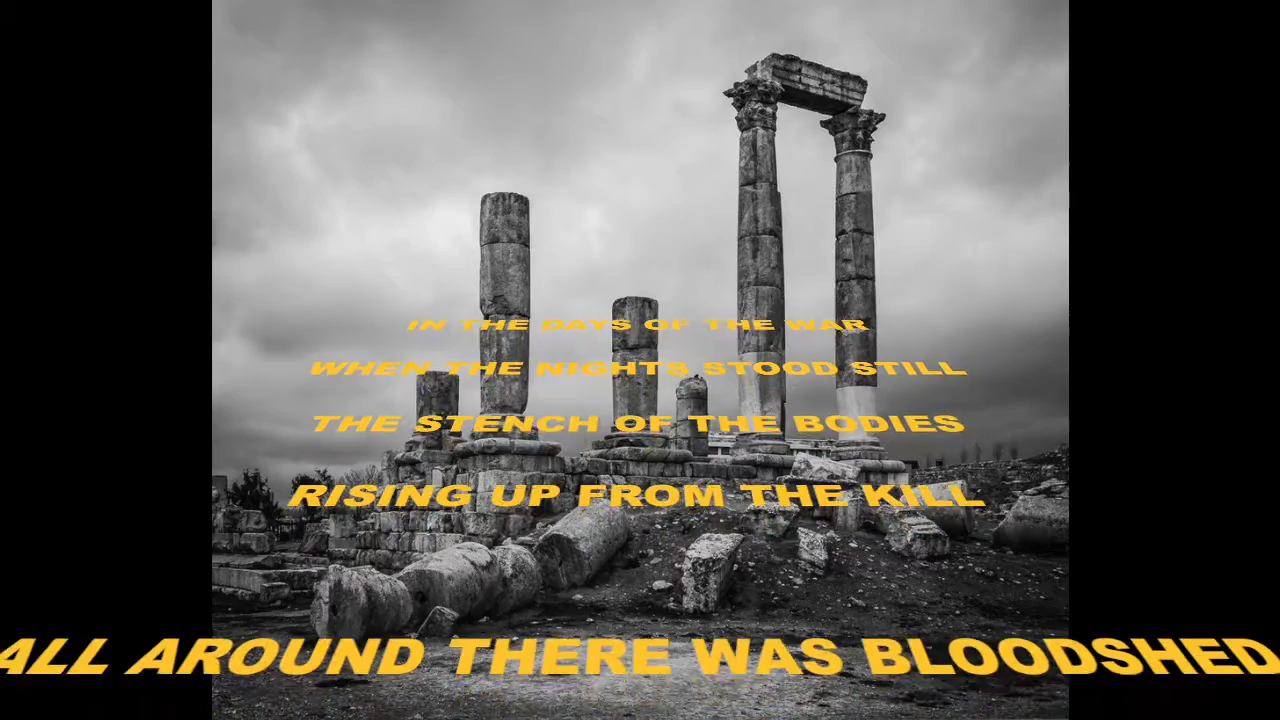 IN THE DAYS OF THE WAR
WHEN THE NIGHTS STOOD STILL
THE STENCH OF THE BODIES
RISING UP FROM THE KILL
ALL AROUND THERE WAS BLOODSHED